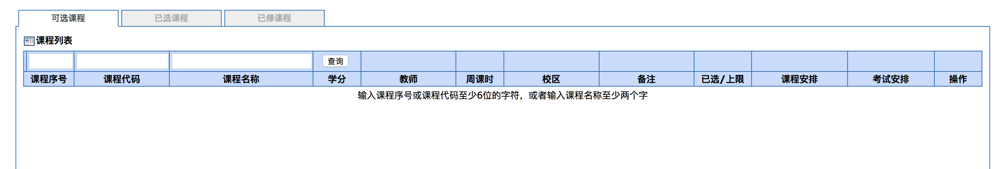 可选课程 已选课程 已修课程
课程列表
查询
课程序号 课程代码 课程名称 学分 教师 周课时 校区 备注 已选/上限 课程安排 考试安排 操作
输入课程序号或课程代码至少6位的字符，或者输入课程名称至少两个字